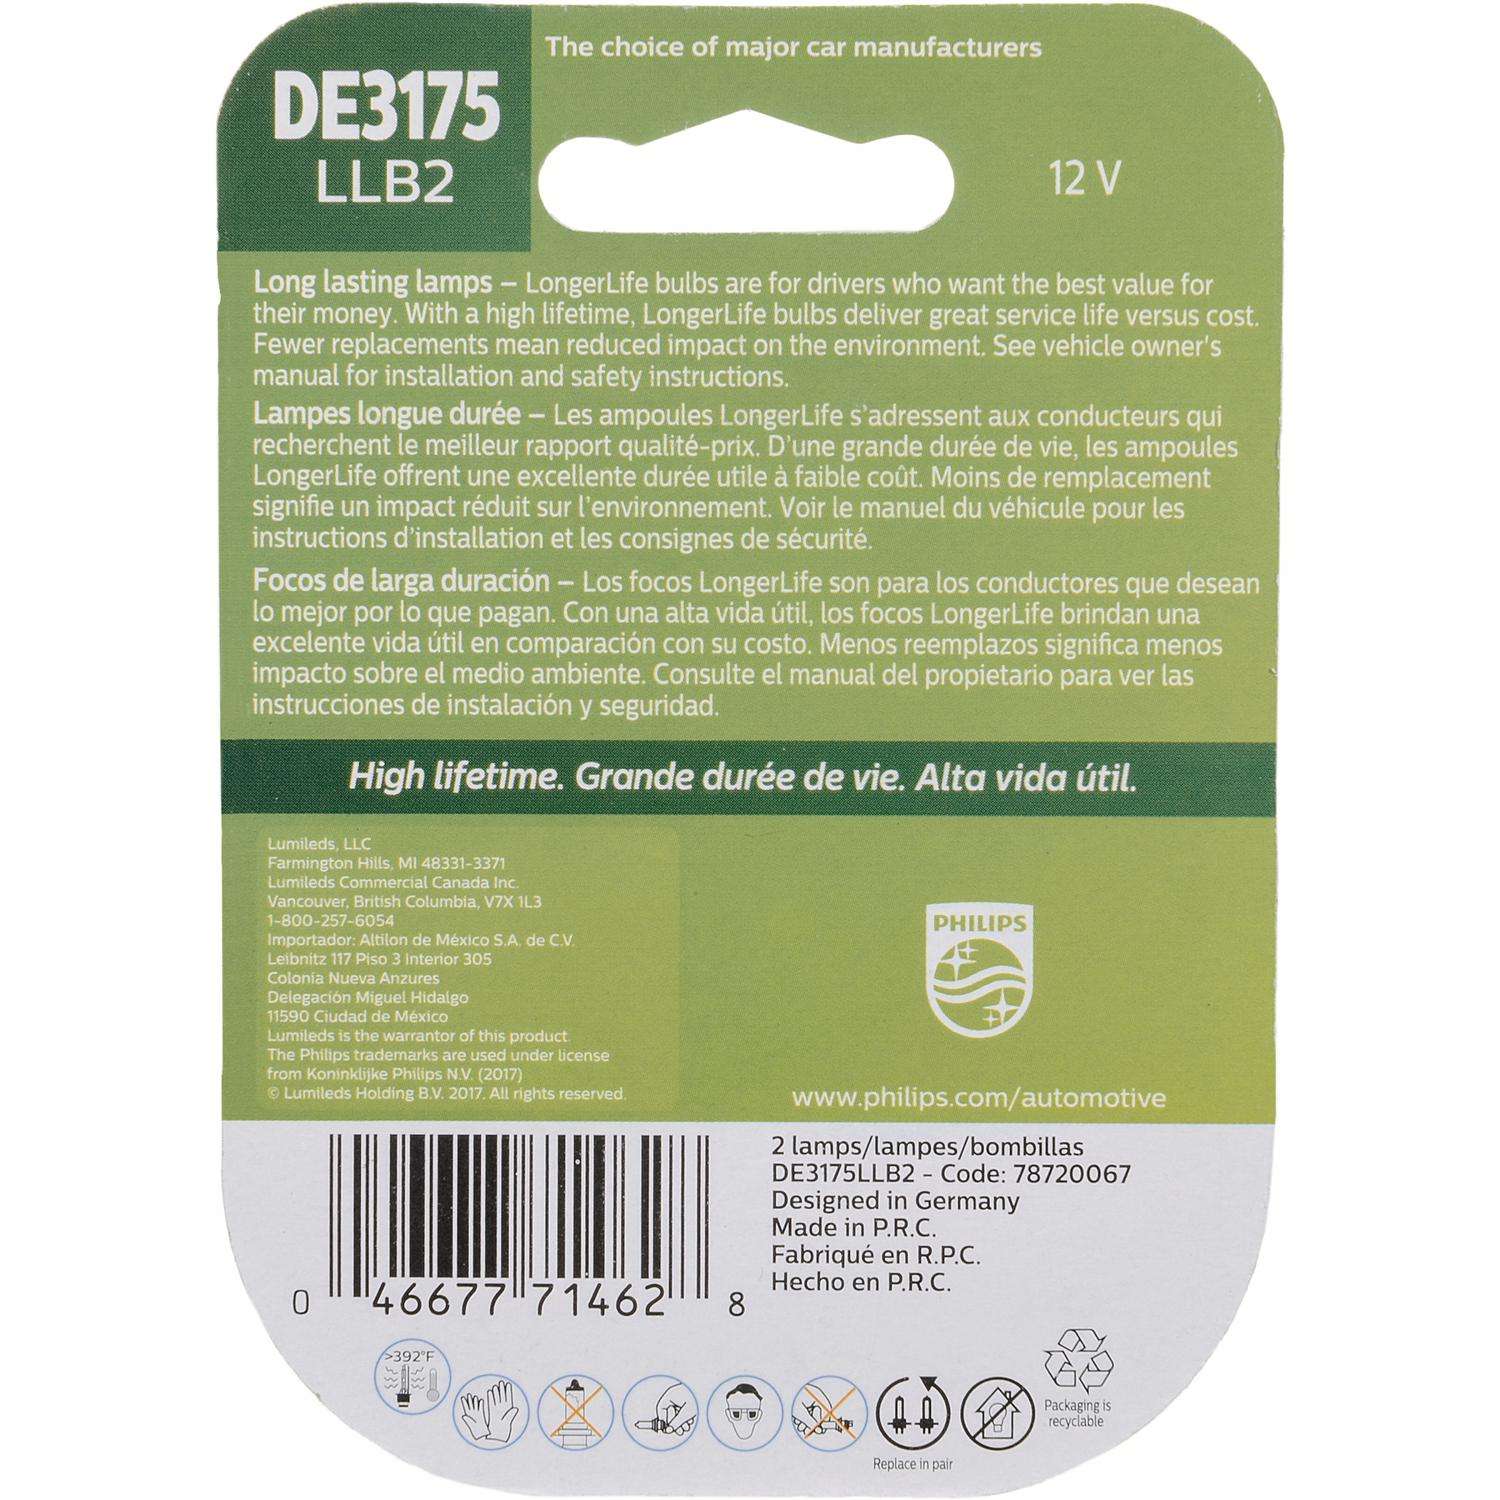 The choice of major car manufacturers
DE3175
LLB2
12 V
Long lasting lamps – LongerLife bulbs are for drivers who want the best value for
their money. With a high lifetime, LongerLife bulbs deliver great service life versus cost.
Fewer replacements mean reduced impact on the environment. See vehicle owner's
manual for installation and safety instructions.
Lampes longue durée – Les ampoules LongerLife s'adressent aux conducteurs qui
recherchent le meilleur rapport qualité-prix. D'une grande durée de vie, les ampoules
LongerLife offrent une excellente durée utile à faible coût. Moins de remplacement
signifie un impact réduit sur l'environnement. Voir le manuel du véhicule pour les
instructions d'installation et les consignes de sécurité.
Focos de larga duración – Los focos LongerLife son para los conductores que desean
lo mejor por lo que pagan. Con una alta vida útil, los focos LongerLife brindan una
excelente vida útil en comparación con su costo. Menos reemplazos significa menos
impacto sobre el medio ambiente. Consulte el manual del propietario para ver las
instrucciones de instalación y seguridad.
High lifetime. Grande durée de vie. Alta vida útil.
Lumileds, LLC
Farmington Hills, MI 48331-3371
Lumileds Commercial Canada Inc.
Vancouver, British Columbia, V7X 1L3
1-800-257-6054
Importador: Altilon de México S.A. de C.V.
Leibnitz 117 Piso 3 Interior 305
Colonia Nueva Anzures
Delegación Miguel Hidalgo
11590 Ciudad de México
Lumileds is the warrantor of this product.
The Philips trademarks are used under license
from Koninklijke Philips N.V. (2017)
© Lumileds Holding B.V. 2017. All rights reserved.
PHILIPS
www.philips.com/automotive
2 lamps/lampes/bombillas
DE3175LLB2 - Code: 78720067
Designed in Germany
Made in P.R.C.
Fabriqué en R.P.C.
Hecho en P.R.C.
0 46677 71462 8
>392°F
Replace in pair
Packaging is
recyclable